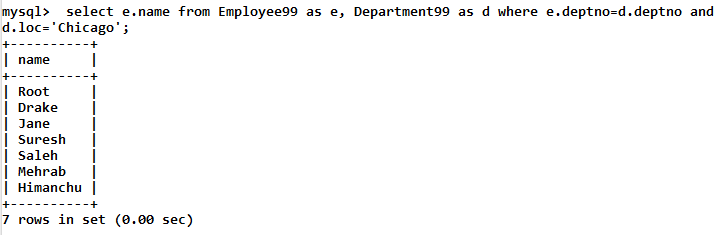 mysql>  select e.name from Employee99 as e, Department99 as d where e.deptno=d.deptno and
d.loc='Chicago';
+----------+
| name     |
+----------+
| Root     |
| Drake    |
| Jane     |
| Suresh   |
| Saleh    |
| Mehrab   |
| Himanchu |
+----------+
7 rows in set (0.00 sec)